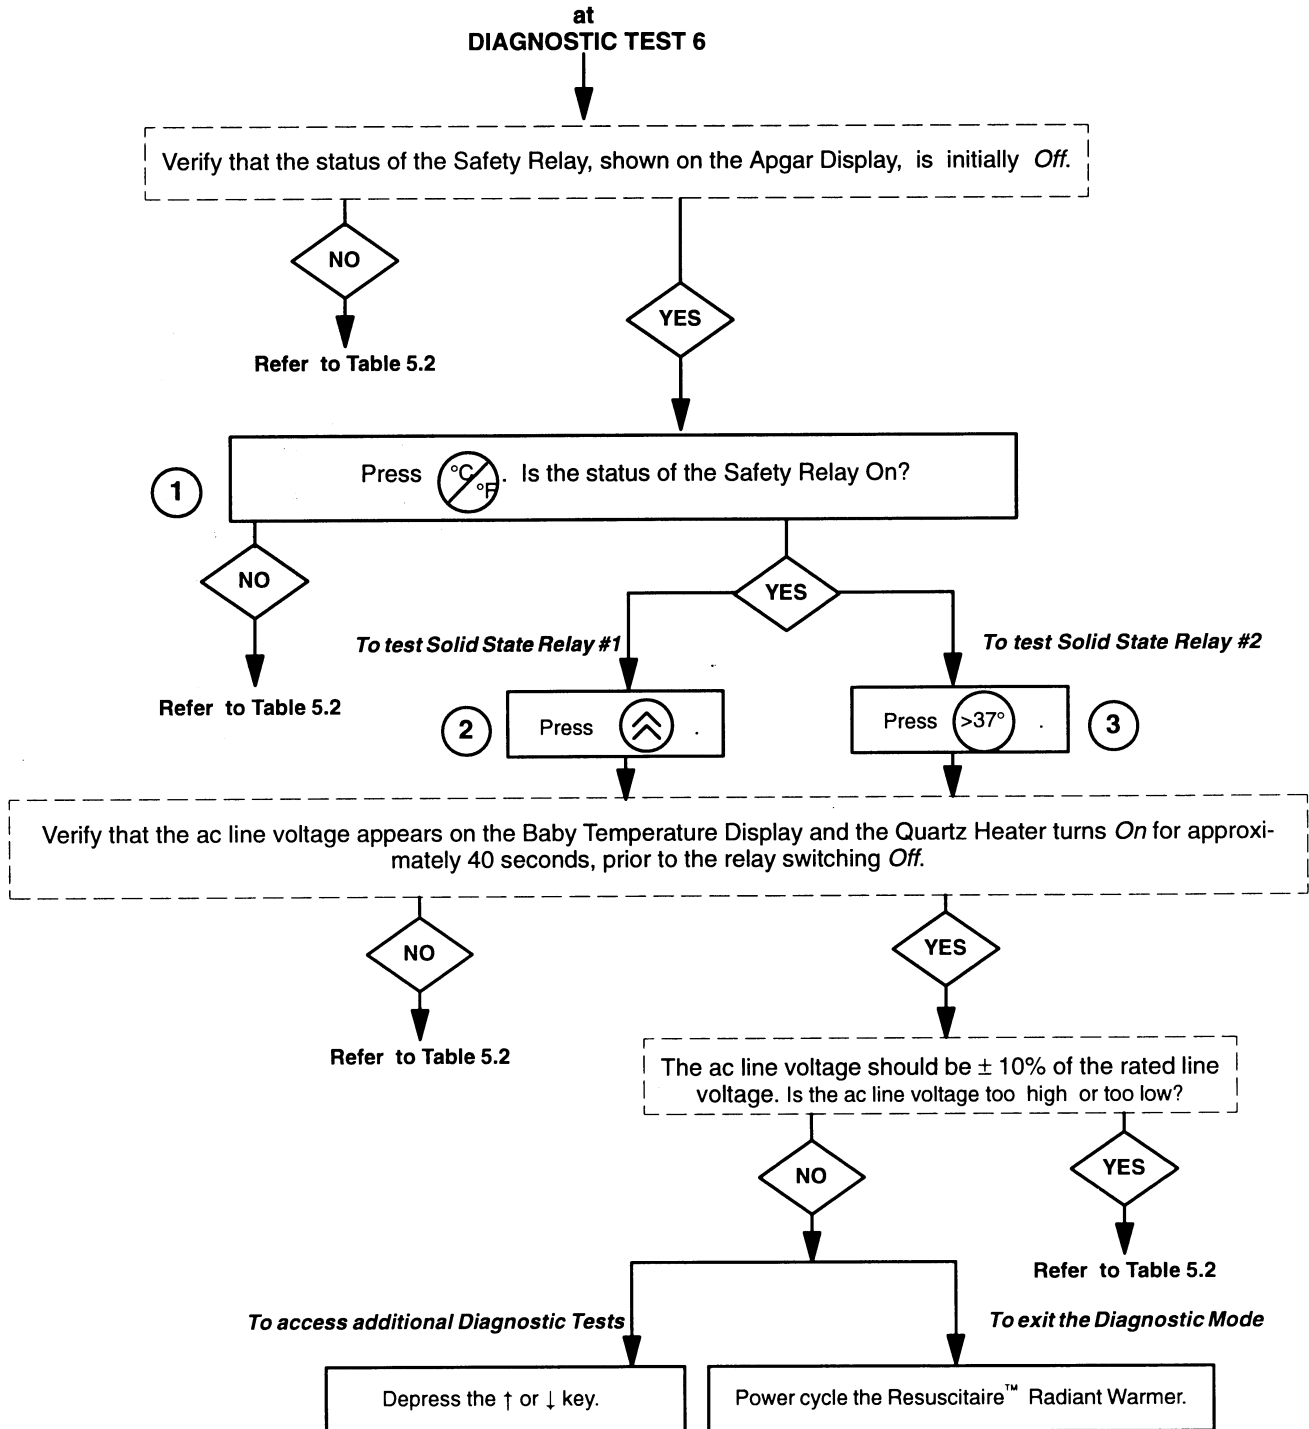 at
DIAGNOSTIC TEST 6
Verify that the status of the Safety Relay, shown on the Apgar Display, is initially Off.
NO
YES
Refer to Table 5.2
1
Press °C/°F. Is the status of the Safety Relay On?
NO
YES
To test Solid State Relay #1
To test Solid State Relay #2
Refer to Table 5.2
2
Press .
Press >37° .
3
Verify that the ac line voltage appears on the Baby Temperature Display and the Quartz Heater turns On for approxi-
mately 40 seconds, prior to the relay switching Off.
NO
YES
Refer to Table 5.2
The ac line voltage should be ± 10% of the rated line
voltage. Is the ac line voltage too high or too low?
NO
YES
Refer to Table 5.2
To access additional Diagnostic Tests
To exit the Diagnostic Mode
Depress the ↑ or ↓ key.
Power cycle the Resuscitaire™ Radiant Warmer.